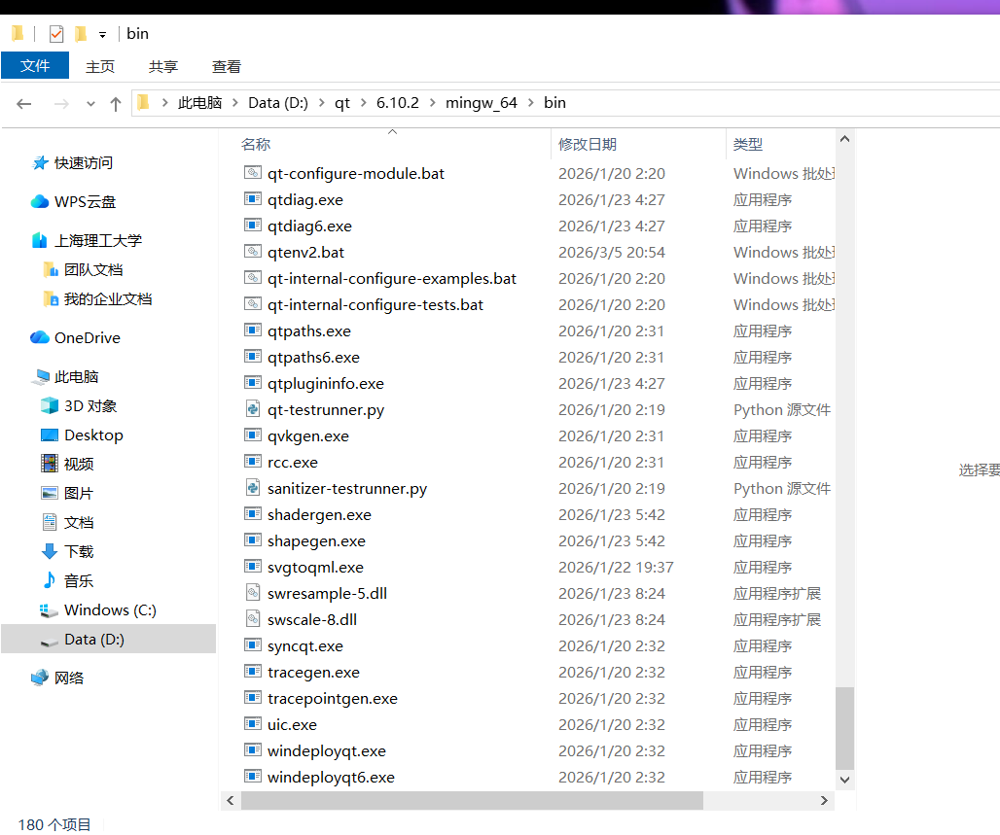 bin
文件 主页 共享 查看
此电脑 Data (D:) qt 6.10.2 mingw_64 bin
快速访问
WPS云盘
上海理工大学
团队文档
我的企业文档
OneDrive
此电脑
3D 对象
Desktop
视频
图片
文档
下载
音乐
Windows (C:)
Data (D:)
网络
名称 修改日期 类型
qt-configure-module.bat 2026/1/20 2:20 Windows 批处
qtdiag.exe 2026/1/23 4:27 应用程序
qtdiag6.exe 2026/1/23 4:27 应用程序
qtenv2.bat 2026/3/5 20:54 Windows 批处
qt-internal-configure-examples.bat 2026/1/20 2:20 Windows 批处
qt-internal-configure-tests.bat 2026/1/20 2:20 Windows 批处
qtpaths.exe 2026/1/20 2:31 应用程序
qtpaths6.exe 2026/1/20 2:31 应用程序
qtplugininfo.exe 2026/1/23 4:27 应用程序
qt-testrunner.py 2026/1/20 2:19 Python 源文件
qvkgen.exe 2026/1/20 2:31 应用程序
rcc.exe 2026/1/20 2:31 应用程序
sanitizer-testrunner.py 2026/1/20 2:19 Python 源文件
shadergen.exe 2026/1/23 5:42 应用程序
shapegen.exe 2026/1/23 5:42 应用程序
svgtoqml.exe 2026/1/22 19:37 应用程序
swresample-5.dll 2026/1/23 8:24 应用程序扩展
swscale-8.dll 2026/1/23 8:24 应用程序扩展
syncqt.exe 2026/1/20 2:32 应用程序
tracegen.exe 2026/1/20 2:32 应用程序
tracepointgen.exe 2026/1/20 2:32 应用程序
uic.exe 2026/1/20 2:32 应用程序
windeployqt.exe 2026/1/20 2:32 应用程序
windeployqt6.exe 2026/1/20 2:32 应用程序
选择要
180 个项目